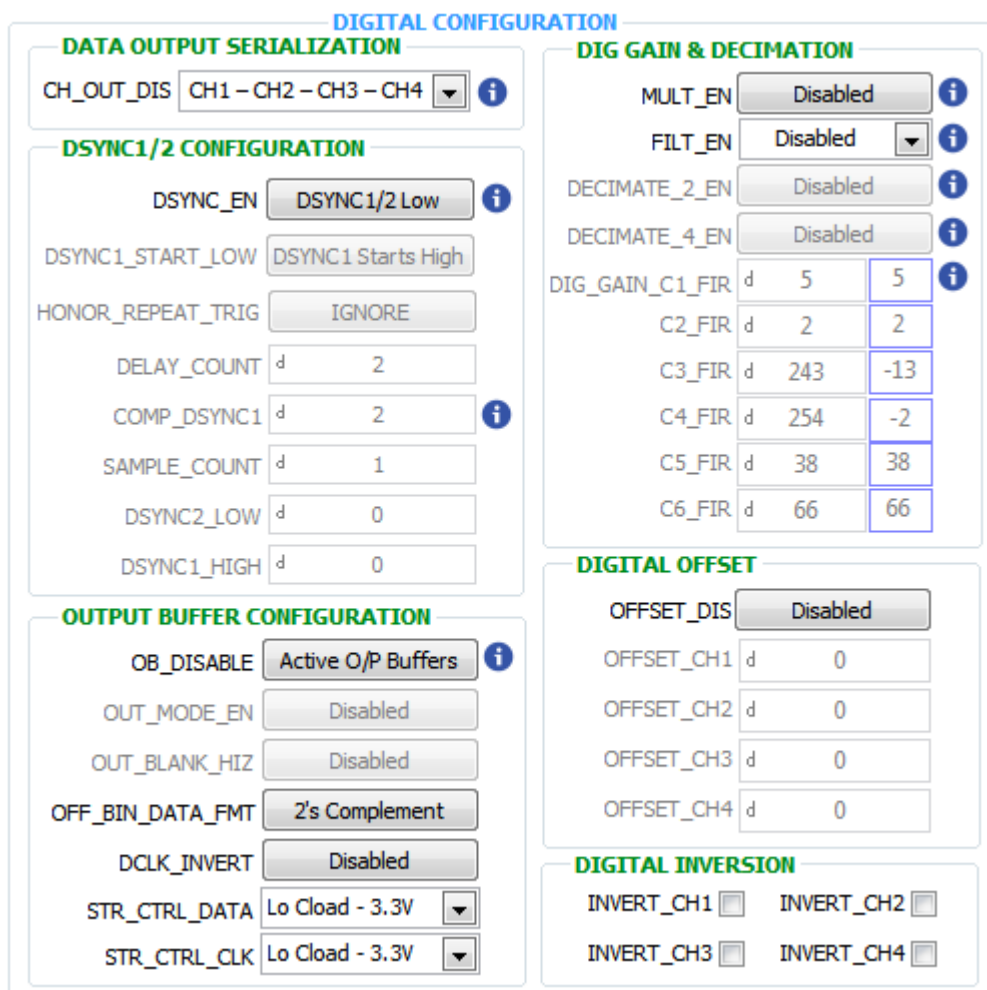 DIGITAL CONFIGURATION
DATA OUTPUT SERIALIZATION
CH_OUT_DIS CH1 – CH2 – CH3 – CH4
DSYNC1/2 CONFIGURATION
DSYNC_EN DSYNC1/2 Low
DSYNC1_START_LOW DSYNC1 Starts High
HONOR_REPEAT_TRIG IGNORE
DELAY_COUNT d 2
COMP_DSYNC1 d 2
SAMPLE_COUNT d 1
DSYNC2_LOW d 0
DSYNC1_HIGH d 0
OUTPUT BUFFER CONFIGURATION
OB_DISABLE Active O/P Buffers
OUT_MODE_EN Disabled
OUT_BLANK_HIZ Disabled
OFF_BIN_DATA_FMT 2's Complement
DCLK_INVERT Disabled
STR_CTRL_DATA Lo Cload - 3.3V
STR_CTRL_CLK Lo Cload - 3.3V
DIG GAIN & DECIMATION
MULT_EN Disabled
FILT_EN Disabled
DECIMATE_2_EN Disabled
DECIMATE_4_EN Disabled
DIG_GAIN_C1_FIR d 5 5
C2_FIR d 2 2
C3_FIR d 243 -13
C4_FIR d 254 -2
C5_FIR d 38 38
C6_FIR d 66 66
DIGITAL OFFSET
OFFSET_DIS Disabled
OFFSET_CH1 d 0
OFFSET_CH2 d 0
OFFSET_CH3 d 0
OFFSET_CH4 d 0
DIGITAL INVERSION
INVERT_CH1 INVERT_CH2
INVERT_CH3 INVERT_CH4